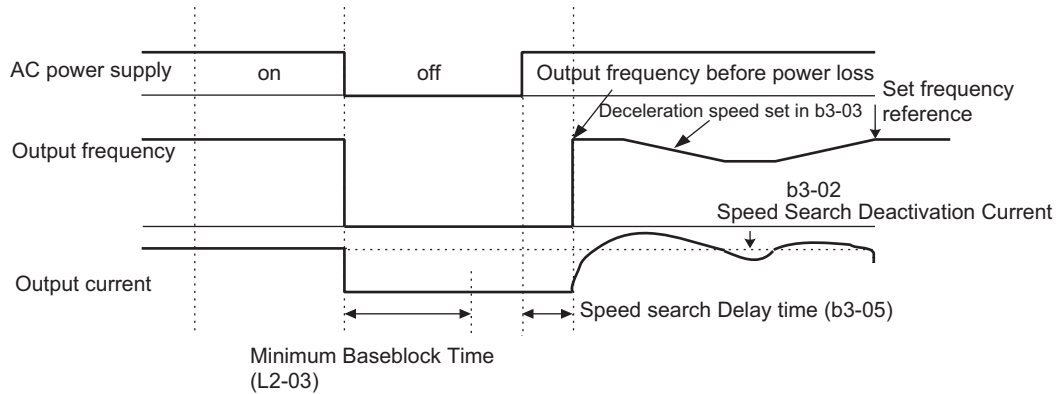 AC power supply
on
off
Output frequency before power loss
Deceleration speed set in b3-03
Set frequency
reference
Output frequency
b3-02
Speed Search Deactivation Current
Output current
Speed search Delay time (b3-05)
Minimum Baseblock Time
(L2-03)